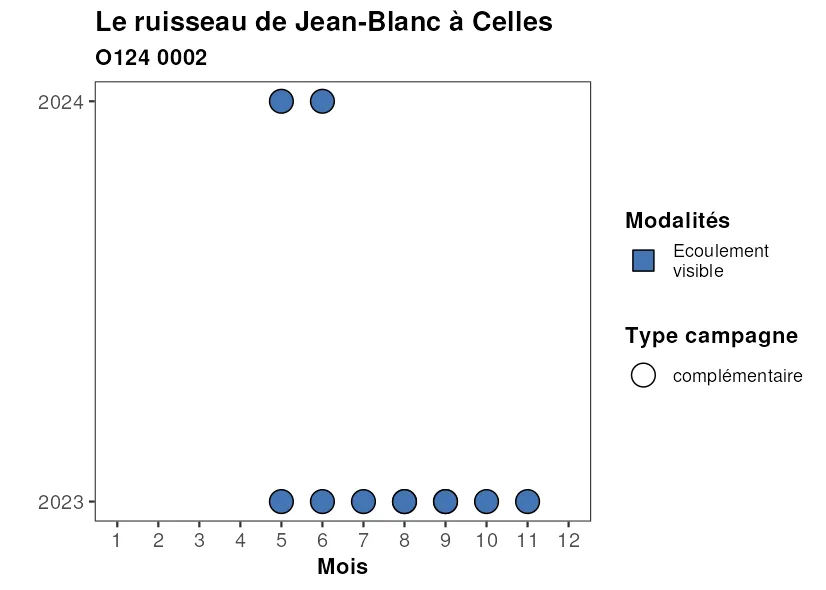 Le ruisseau de Jean-Blanc à Celles
O124 0002
2024
2023
1 2 3 4 5 6 7 8 9 10 11 12
Mois
Modalités
Ecoulement
visible
Type campagne
complémentaire